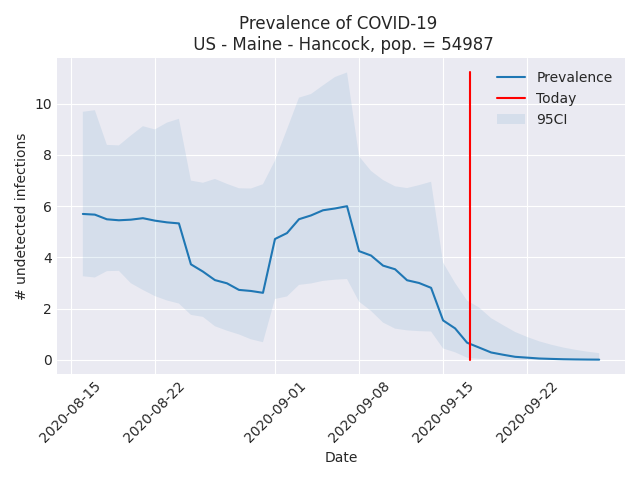 Prevalence of COVID-19
US - Maine - Hancock, pop. = 54987
Prevalence
Today
95CI
# undetected infections
10
8
6
4
2
0
2020-08-15
2020-08-22
2020-09-01
2020-09-08
2020-09-15
2020-09-22
Date